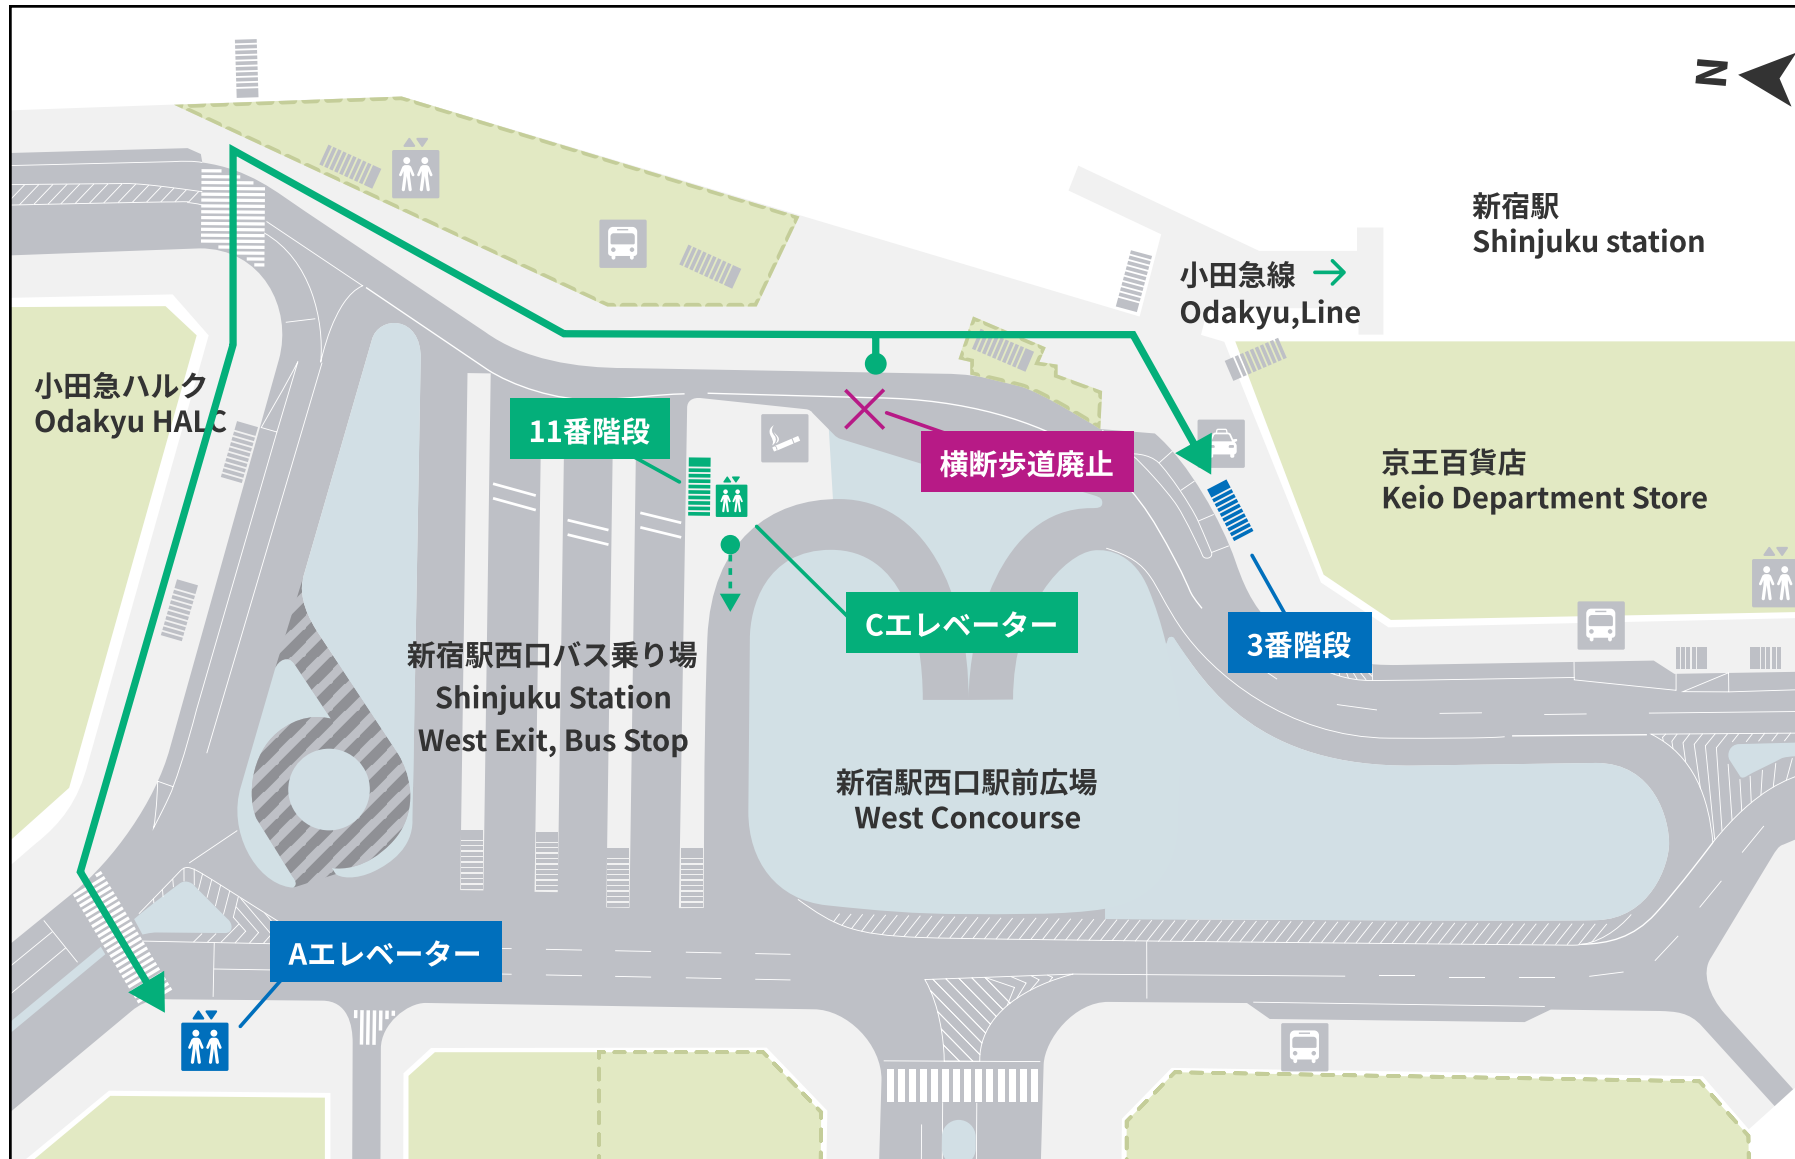 N
新宿駅
Shinjuku station
小田急線 →
Odakyu,Line
小田急ハルク
Odakyu HALC
11番階段
横断歩道廃止
京王百貨店
Keio Department Store
Cエレベーター
3番階段
新宿駅西口バス乗り場
Shinjuku Station
West Exit, Bus Stop
新宿駅西口駅前広場
West Concourse
Aエレベーター